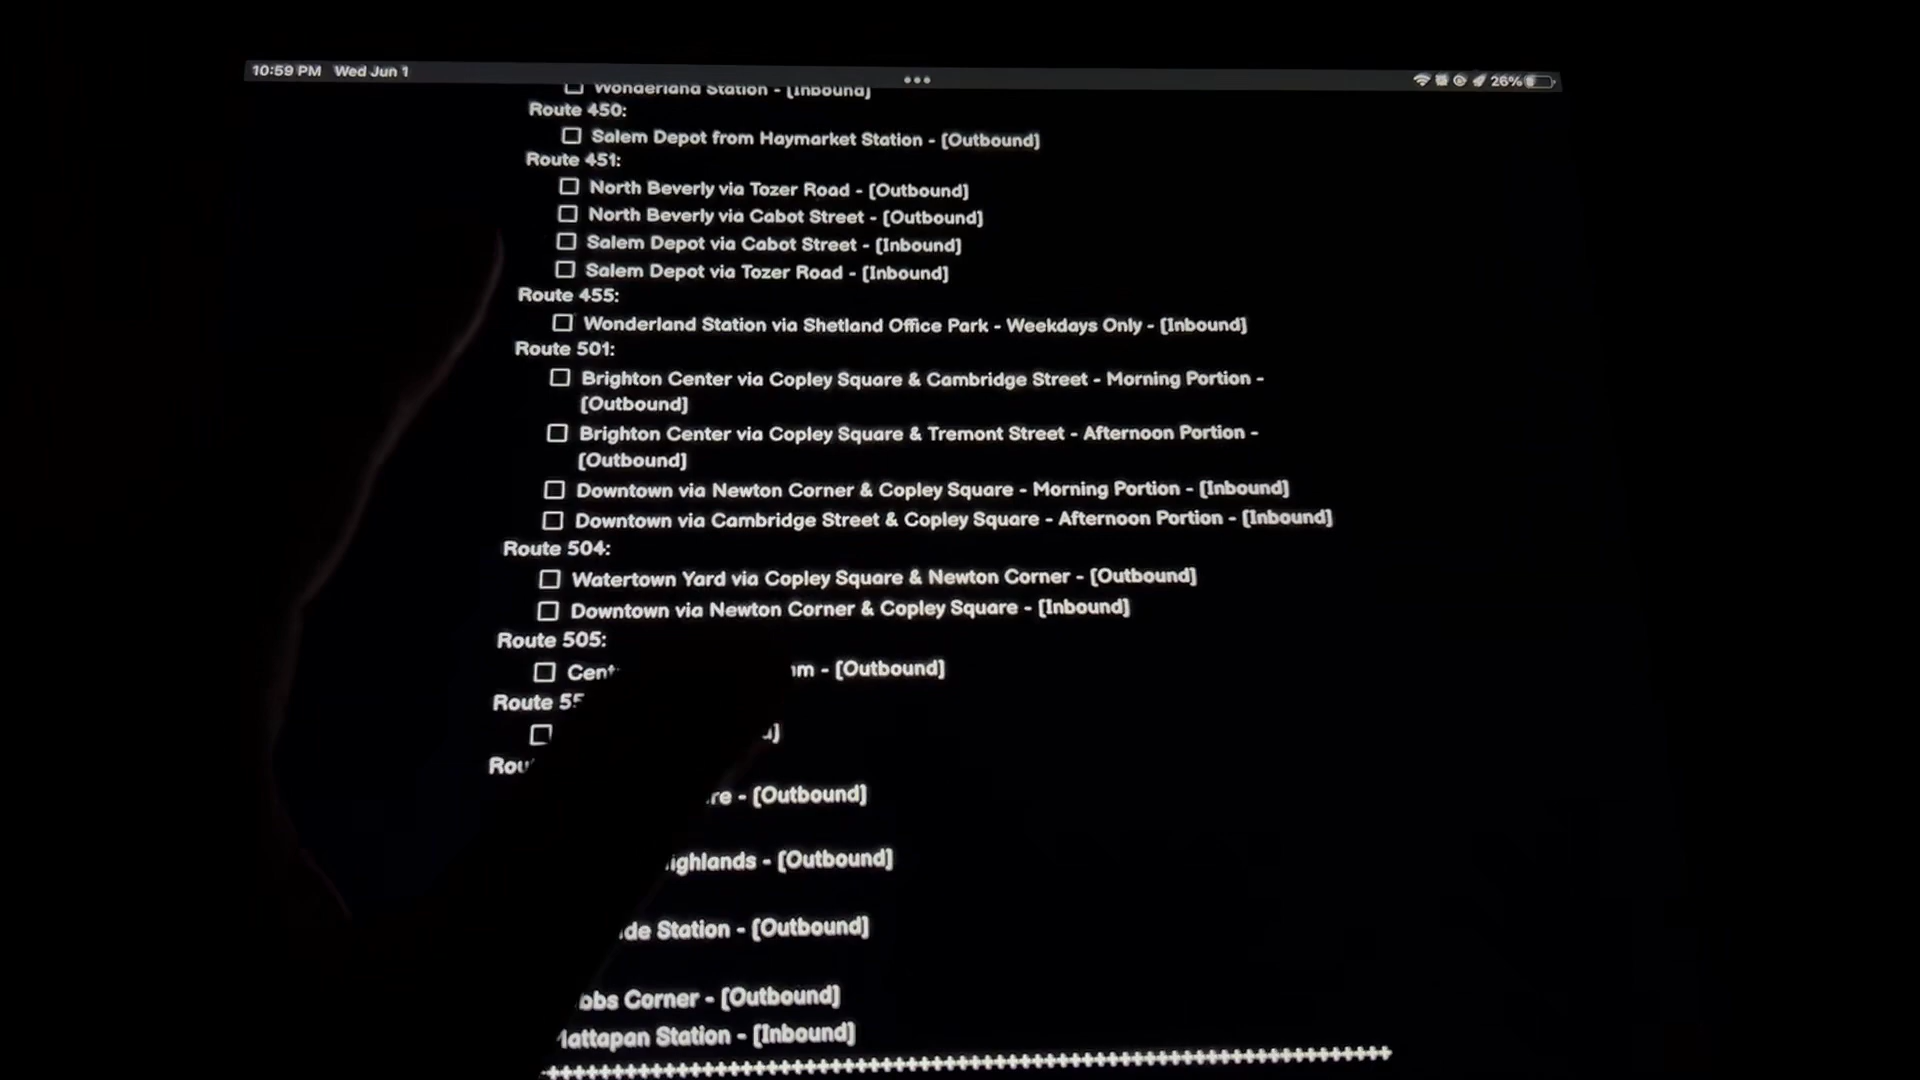 10:59 PM Wed Jun 1
26%
Wonderland Station - [Inbound]
Route 450:
Salem Depot from Haymarket Station - [Outbound]
Route 451:
North Beverly via Tozer Road - [Outbound]
North Beverly via Cabot Street - [Outbound]
Salem Depot via Cabot Street - [Inbound]
Salem Depot via Tozer Road - [Inbound]
Route 455:
Wonderland Station via Shetland Office Park - Weekdays Only - [Inbound]
Route 501:
Brighton Center via Copley Square & Cambridge Street - Morning Portion -
[Outbound]
Brighton Center via Copley Square & Tremont Street - Afternoon Portion -
[Outbound]
Downtown via Newton Corner & Copley Square - Morning Portion - [Inbound]
Downtown via Cambridge Street & Copley Square - Afternoon Portion - [Inbound]
Route 504:
Watertown Yard via Copley Square & Newton Corner - [Outbound]
Downtown via Newton Corner & Copley Square - [Inbound]
Route 505:
- [Outbound]
Route
- [Outbound]
- [Outbound]
Station - [Outbound]
Corner - [Outbound]
Station - [Inbound]